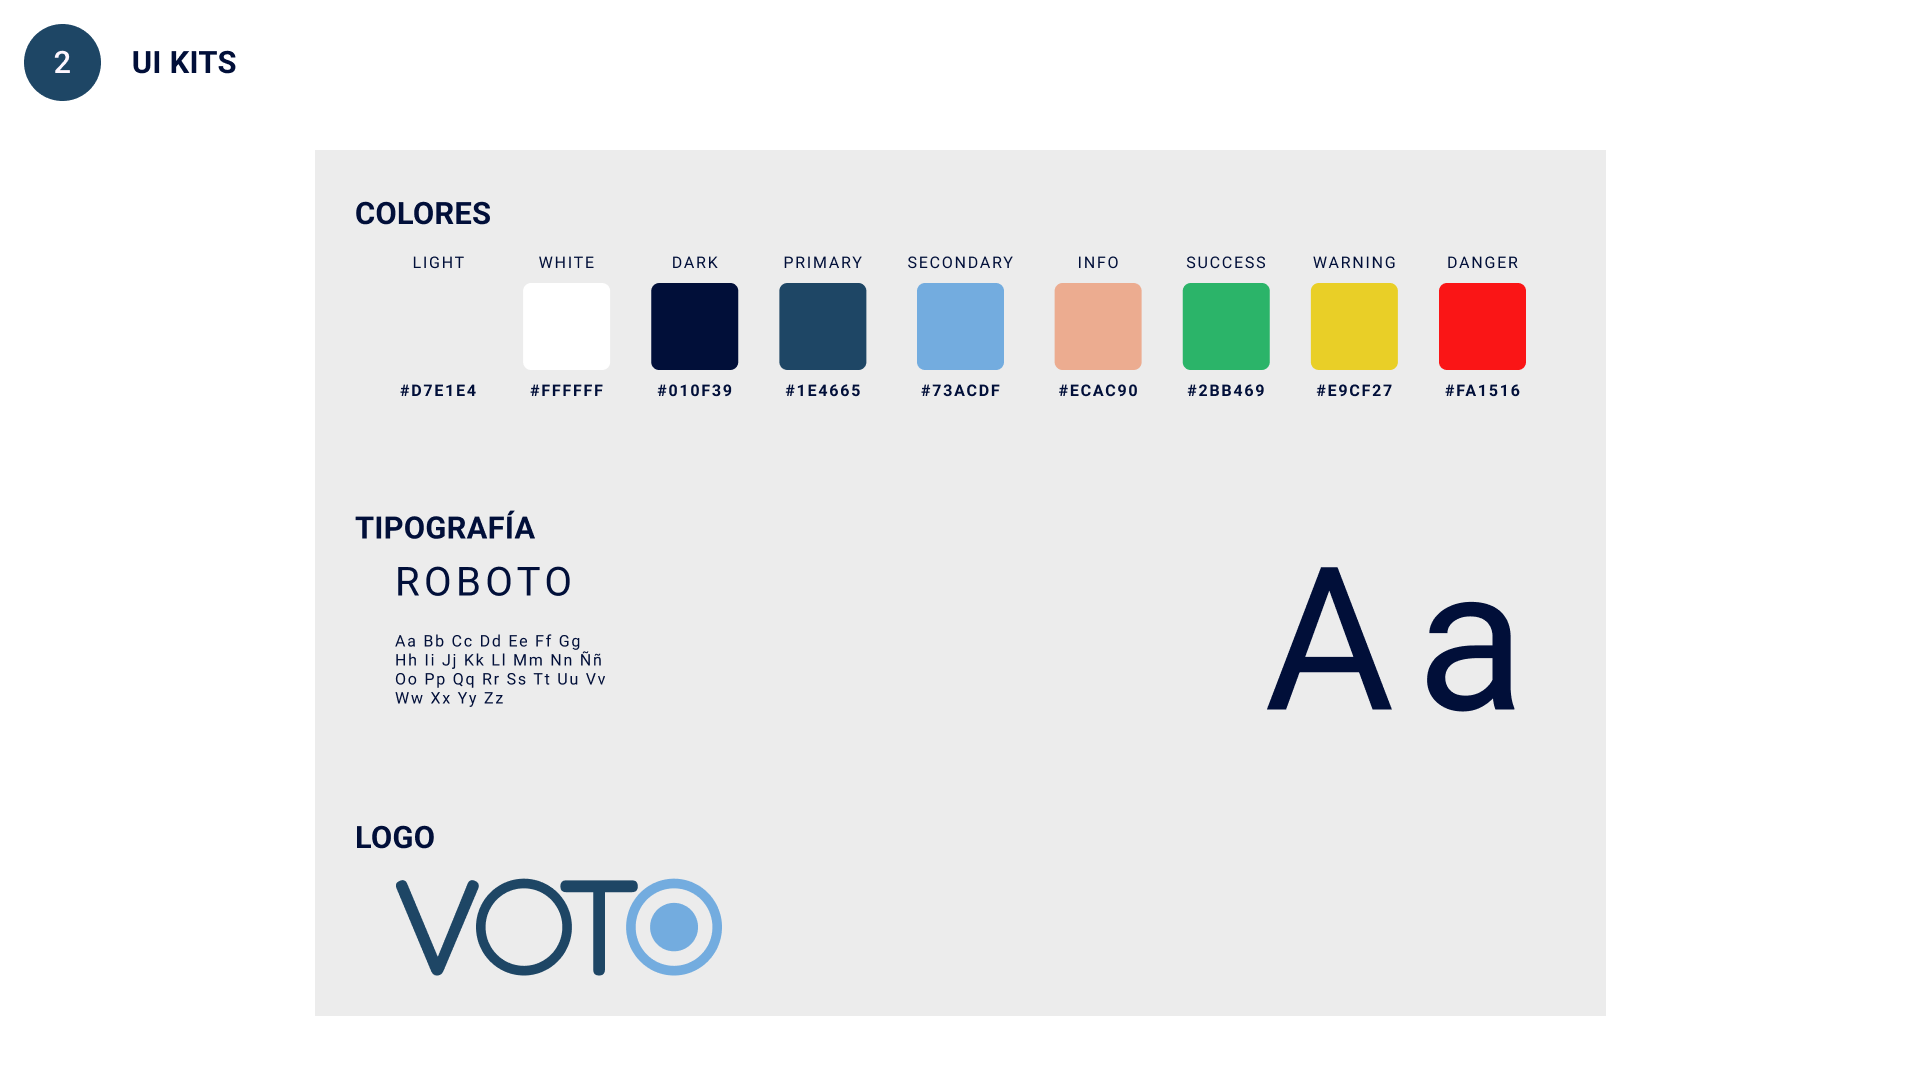 2
UI KITS
COLORES
LIGHT WHITE DARK PRIMARY SECONDARY INFO SUCCESS WARNING DANGER
#D7E1E4 #FFFFFF #010F39 #1E4665 #73ACDF #ECAC90 #2BB469 #E9CF27 #FA1516
TIPOGRAFÍA
ROBOTO
Aa Bb Cc Dd Ee Ff Gg
Hh Ii Jj Kk Ll Mm Nn Ññ
Oo Pp Qq Rr Ss Tt Uu Vv
Ww Xx Yy Zz
Aa
LOGO
VOTO